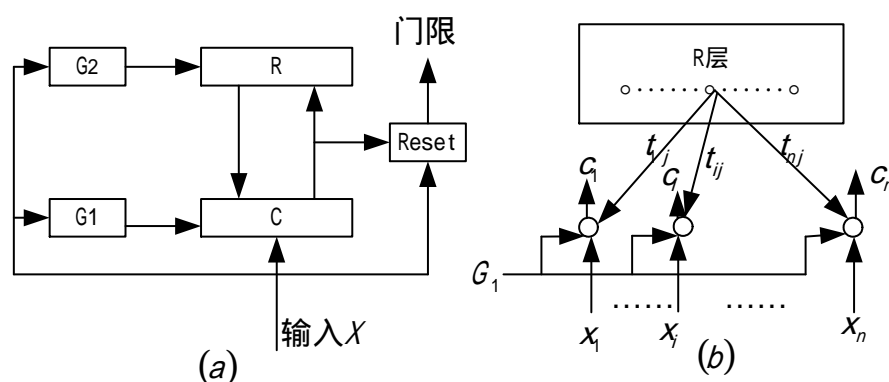 门限
G2
R
Reset
G1
C
输入X
(a)
R层
t1j
tij
tnj
c1
ci
cn
G1
x1
......
xi
......
xn
(b)